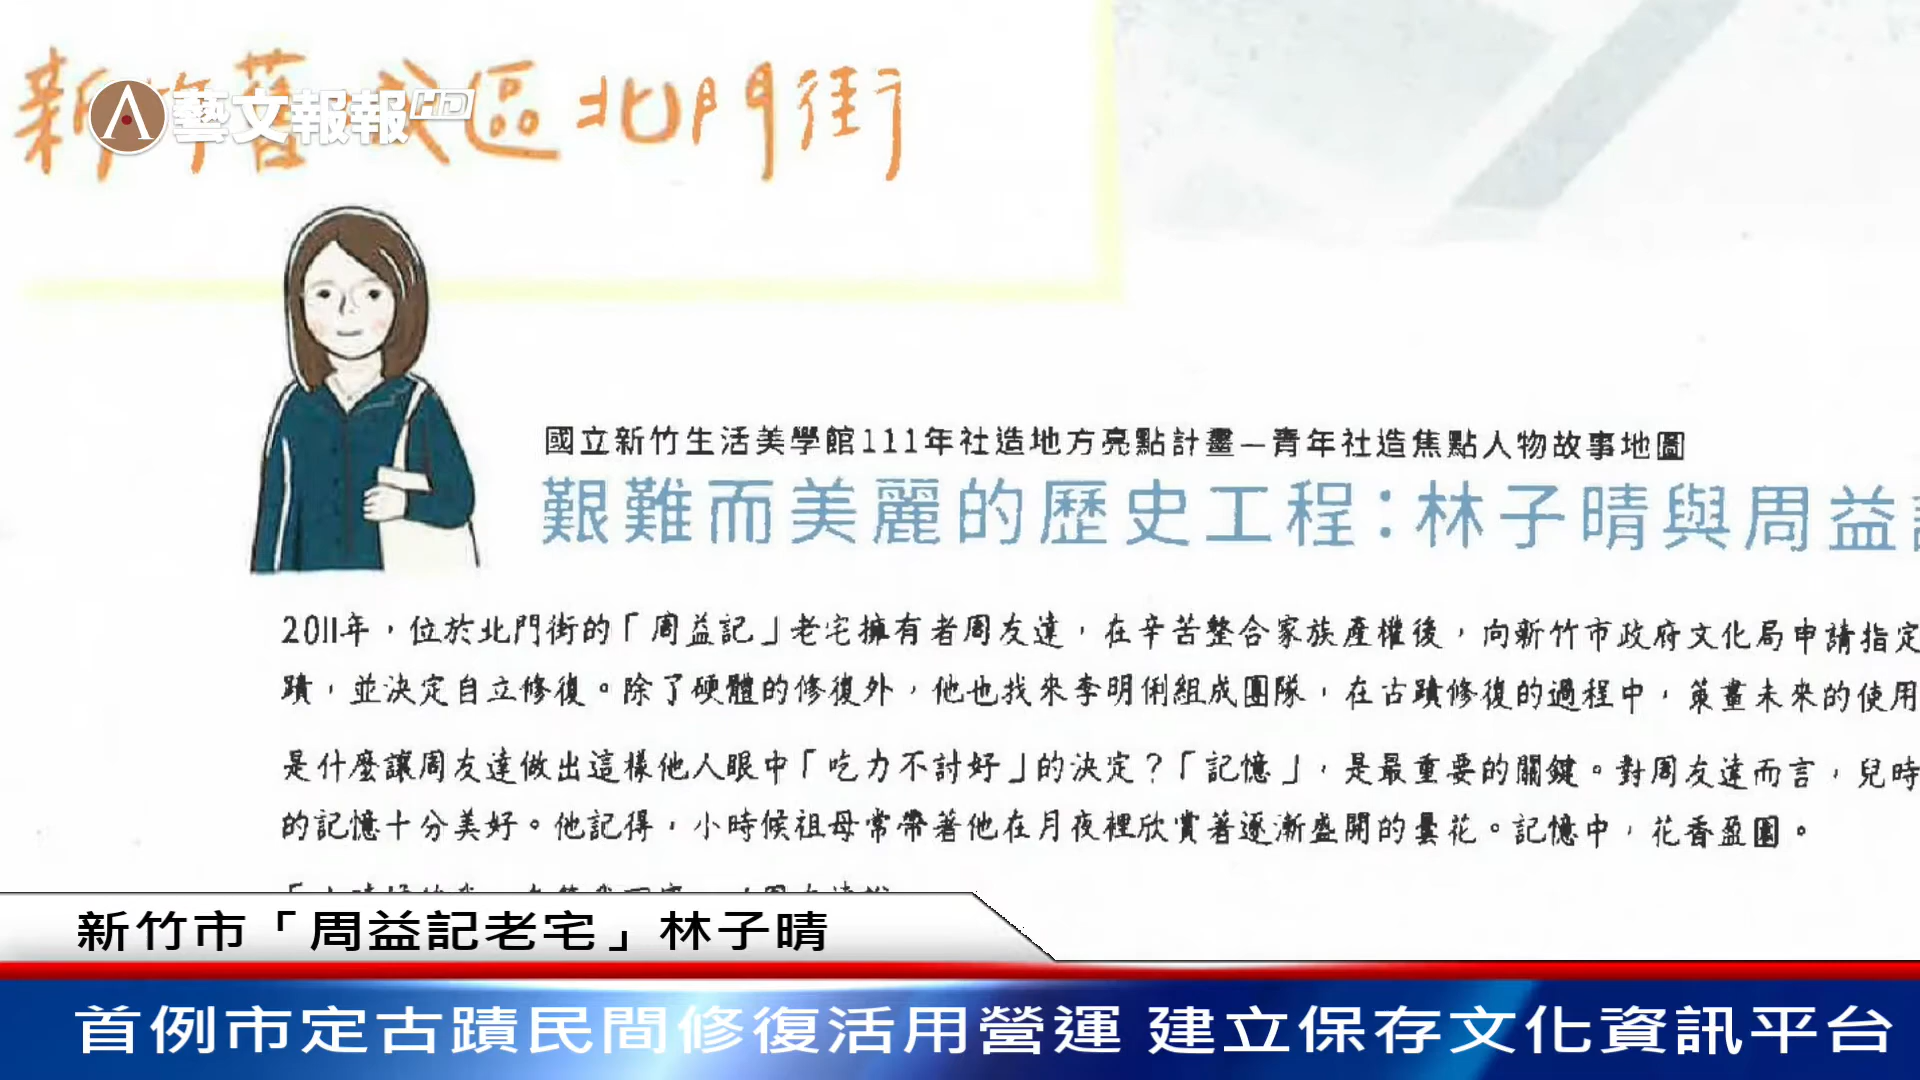 新竹舊城區北門街
藝文報報HD
國立新竹生活美學館111年社造地方亮點計畫—青年社造焦點人物故事地圖
艱難而美麗的歷史工程：林子晴與周益
2011年，位於北門街的「周益記」老宅擁有者周友達，在辛苦整合家族產權後，向新竹市政府文化局申請指定
蹟，並決定自立修復。除了硬體的修復外，他也找來李明俐組成團隊，在古蹟修復的過程中，策畫未來的使用
是什麼讓周友達做出這樣他人眼中「吃力不討好」的決定？「記憶」，是最重要的關鍵。對周友達而言，兒時
的記憶十分美好。他記得，小時候祖母常帶著他在月夜裡欣賞著逐漸盛開的曇花。記憶中，花香盈園。
新竹市「周益記老宅」林子晴
首例市定古蹟民間修復活用營運 建立保存文化資訊平台